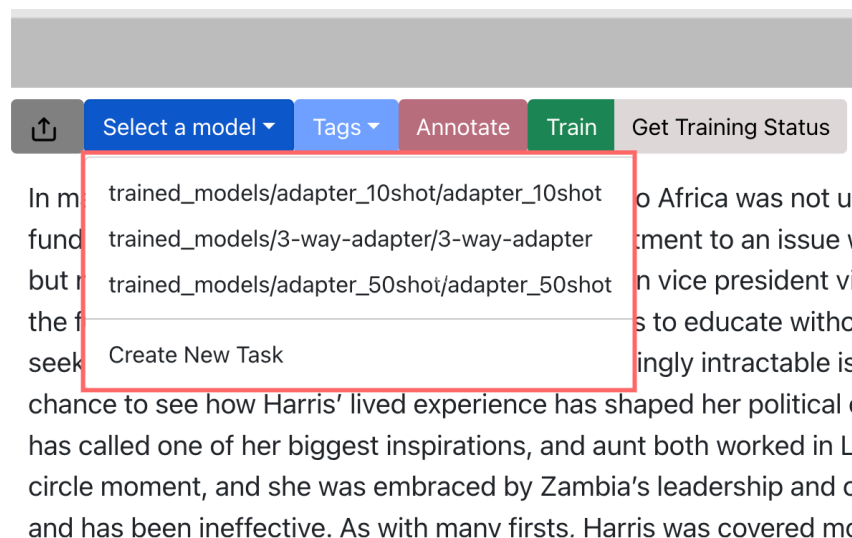 Select a model Tags Annotate Train Get Training Status
trained_models/adapter_10shot/adapter_10shot
trained_models/3-way-adapter/3-way-adapter
trained_models/adapter_50shot/adapter_50shot
Create New Task
In Africa was not
to an issue
but vice president
the to educate
intractable
chance to see how Harris’ lived experience has shaped her political
has called one of her biggest inspirations, and aunt both worked in
circle moment, and she was embraced by Zambia’s leadership and
and has been ineffective. As with many firsts, Harris was covered